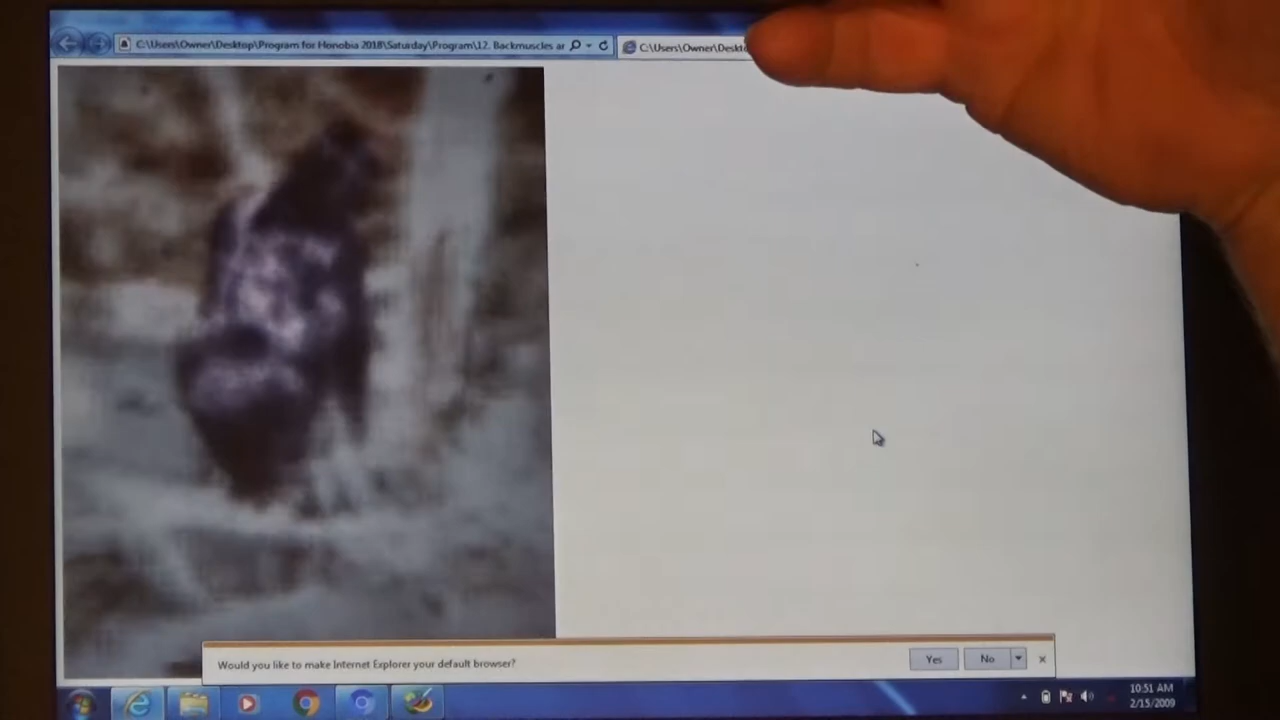 C:\Users\Owner\Desktop\Program for Honobia 2018\Saturday\Program\12. Backmuscles ar
C:\Users\Owner\Deskto
Would you like to make Internet Explorer your default browser?
Yes
No
10:51 AM
2/15/2009